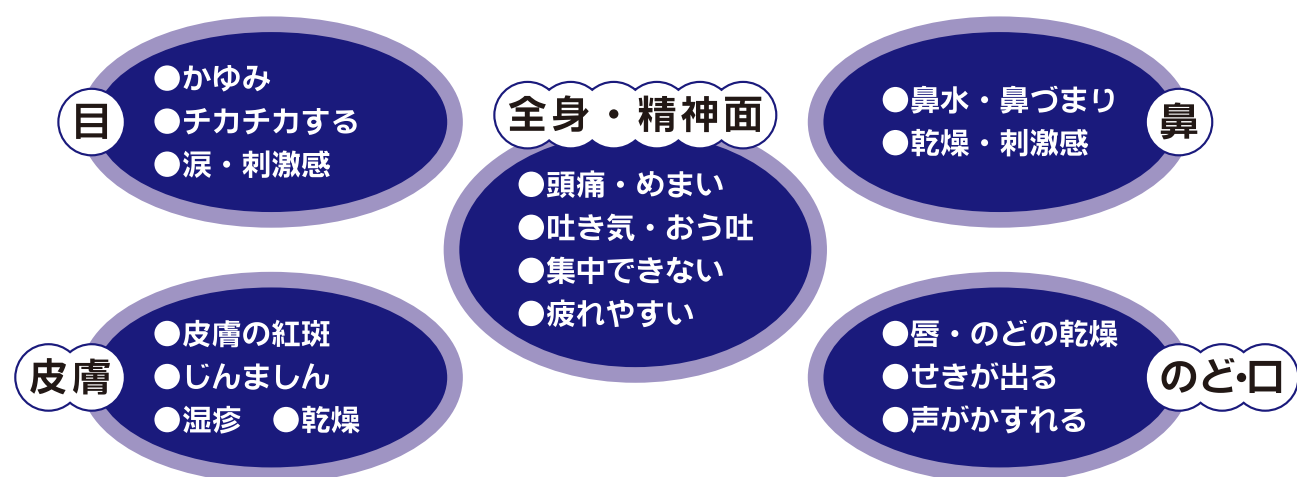 目
●かゆみ
●チカチカする
●涙・刺激感
全身・精神面
●頭痛・めまい
●吐き気・おう吐
●集中できない
●疲れやすい
鼻
●鼻水・鼻づまり
●乾燥・刺激感
皮膚
●皮膚の紅斑
●じんましん
●湿疹　●乾燥
のど・口
●唇・のどの乾燥
●せきが出る
●声がかすれる